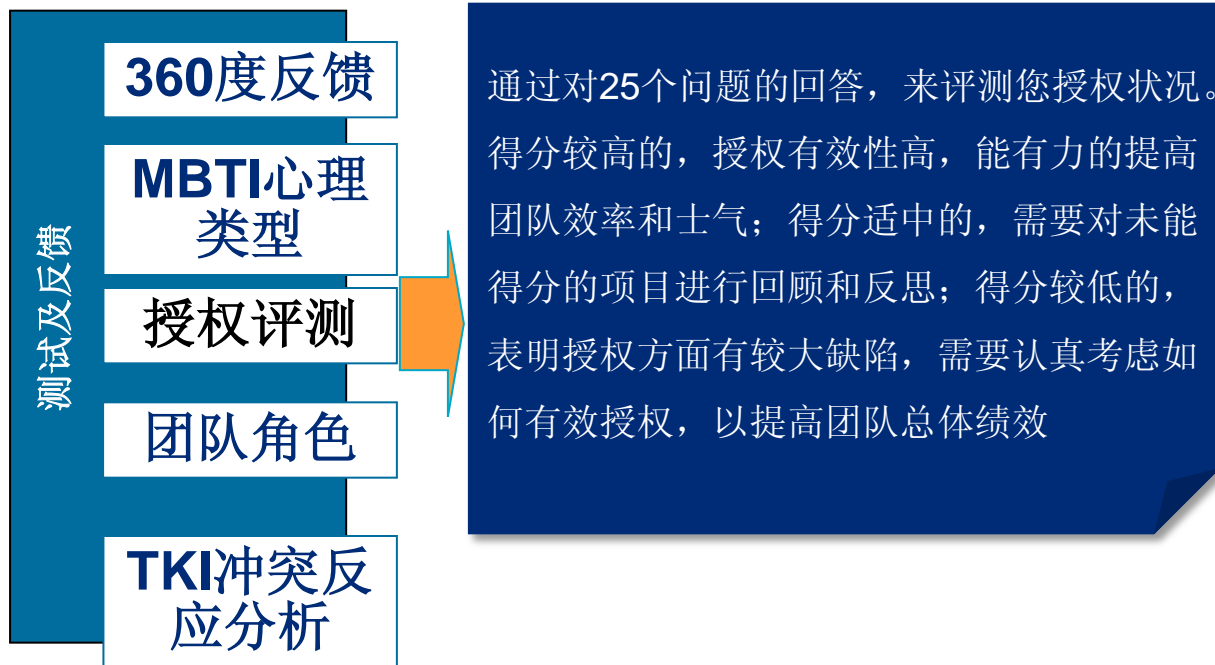 测试及反馈
360度反馈
MBTI心理
类型
授权评测
团队角色
TKI冲突反
应分析
通过对25个问题的回答，来评测您授权状况。
得分较高的，授权有效性高，能有力的提高
团队效率和士气；得分适中的，需要对未能
得分的项目进行回顾和反思；得分较低的，
表明授权方面有较大缺陷，需要认真考虑如
何有效授权，以提高团队总体绩效